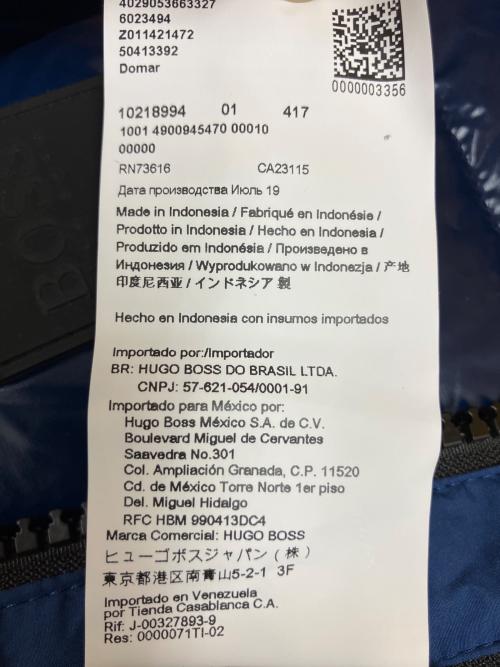 4029053663327
6023494
Z011421472
50413392
Domar
0000003356
10218994 01 417
1001 4900945470 00010
00000
RN73616 CA23115
Дата производства Июль 19
Made in Indonesia / Fabriqué en Indonésie /
Prodotto in Indonesia / Hecho en Indonesia /
Produzido em Indonésia / Произведено в
Индонезия / Wyprodukowano w Indonezja / 产地
印度尼西亚 / インドネシア 製
Hecho en Indonesia con insumos importados
Importado por:/Importador
BR: HUGO BOSS DO BRASIL LTDA.
CNPJ: 57-621-054/0001-91
Importado para México por:
Hugo Boss México S.A. de C.V.
Boulevard Miguel de Cervantes
Saavedra No.301
Col. Ampliación Granada, C.P. 11520
Cd. de México Torre Norte 1er piso
Del. Miguel Hidalgo
RFC HBM 990413DC4
Marca Comercial: HUGO BOSS
ヒューゴボスジャパン（株）
東京都港区南青山5-2-1 3F
Importado en Venezuela
por Tienda Casablanca C.A.
Rif: J-00327893-9
Res: 0000071TI-02
BOSS